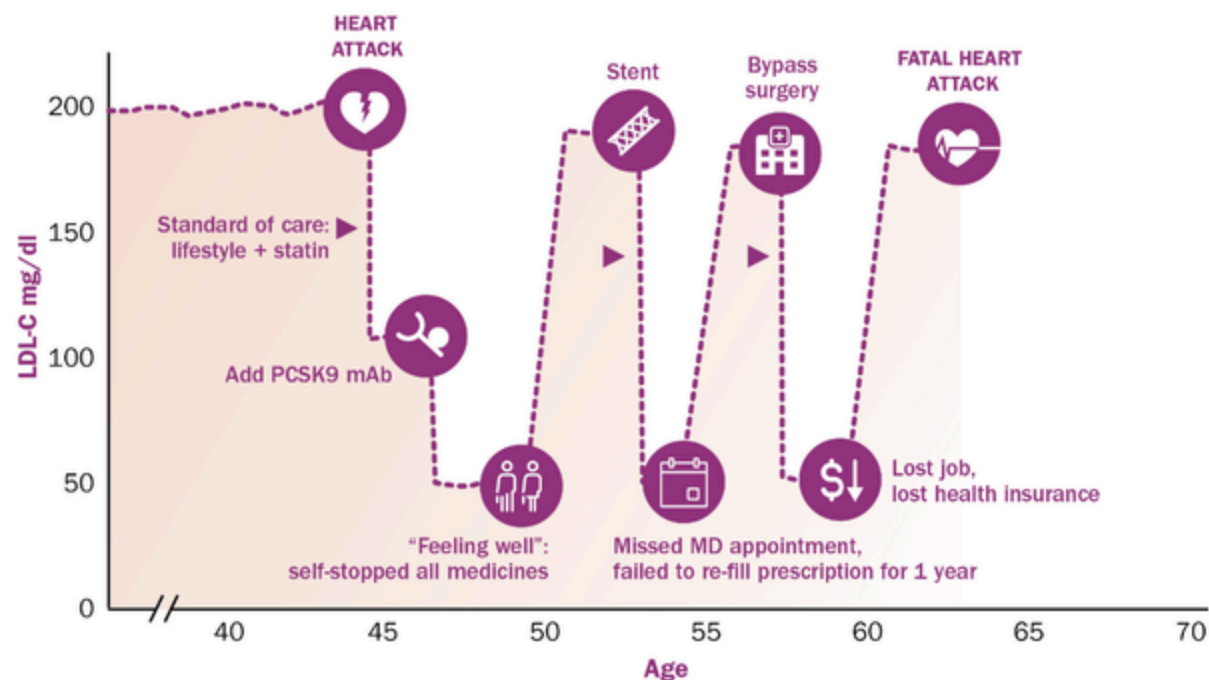 HEART
ATTACK
Stent
Bypass
surgery
FATAL HEART
ATTACK
LDL-C mg/dl
200
150
100
50
0
Standard of care:
lifestyle + statin
Add PCSK9 mAb
$
Lost job,
lost health insurance
“Feeling well”:
self-stopped all medicines
Missed MD appointment,
failed to re-fill prescription for 1 year
40
45
50
55
60
65
70
Age